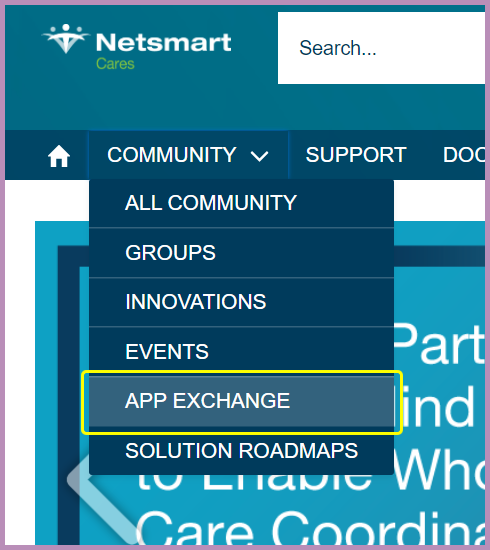 Netsmart
Cares
Search...
COMMUNITY SUPPORT DOC
ALL COMMUNITY
GROUPS
INNOVATIONS
EVENTS
Part
APP EXCHANGE
ind
SOLUTION ROADMAPS
to Enable Who
Care Coordina